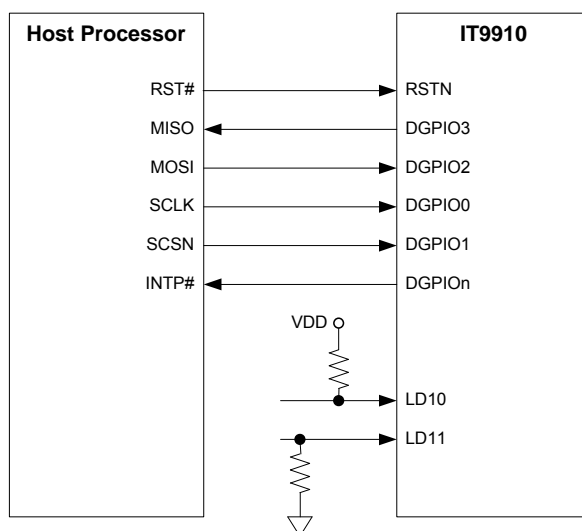 Host Processor IT9910
RST# RSTN
MISO DGPIO3
MOSI DGPIO2
SCLK DGPIO0
SCSN DGPIO1
INTP# DGPIOn
VDD
LD10
LD11